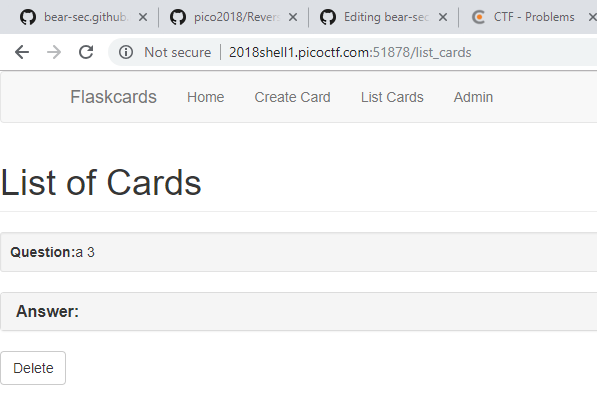 bear-sec.github. pico2018/Revers Editing bear-sec CTF - Problems
Not secure 2018shell1.picoctf.com:51878/list_cards
Flaskcards Home Create Card List Cards Admin
List of Cards
Question:a 3
Answer:
Delete